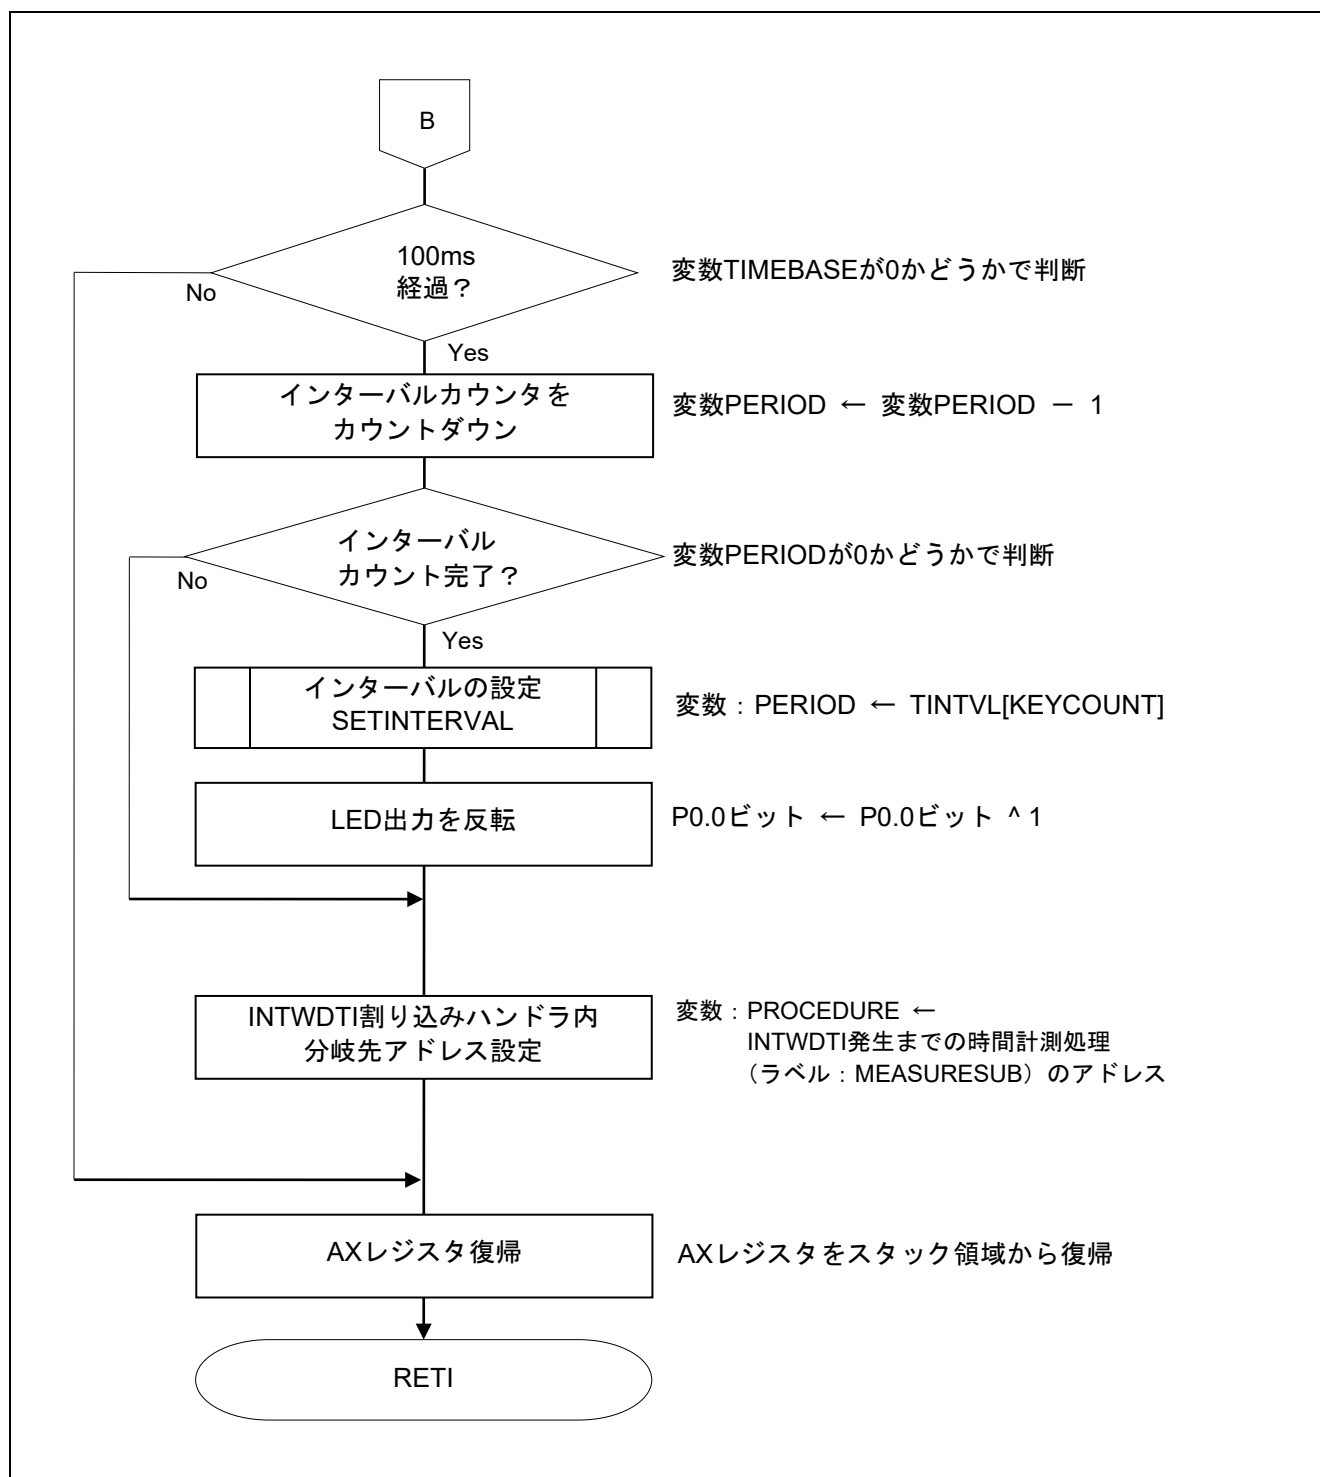 B
100ms
経過？
変数TIMEBASEが0かどうかで判断
No
Yes
インターバルカウンタを
カウントダウン
変数PERIOD ← 変数PERIOD － 1
インターバル
カウント完了？
変数PERIODが0かどうかで判断
No
Yes
インターバルの設定
SETINTERVAL
変数：PERIOD ← TINTVL[KEYCOUNT]
LED出力を反転
P0.0ビット ← P0.0ビット ^ 1
INTWDTI割り込みハンドラ内
分岐先アドレス設定
変数：PROCEDURE ←
INTWDTI発生までの時間計測処理
（ラベル：MEASURESUB）のアドレス
AXレジスタ復帰
AXレジスタをスタック領域から復帰
RETI